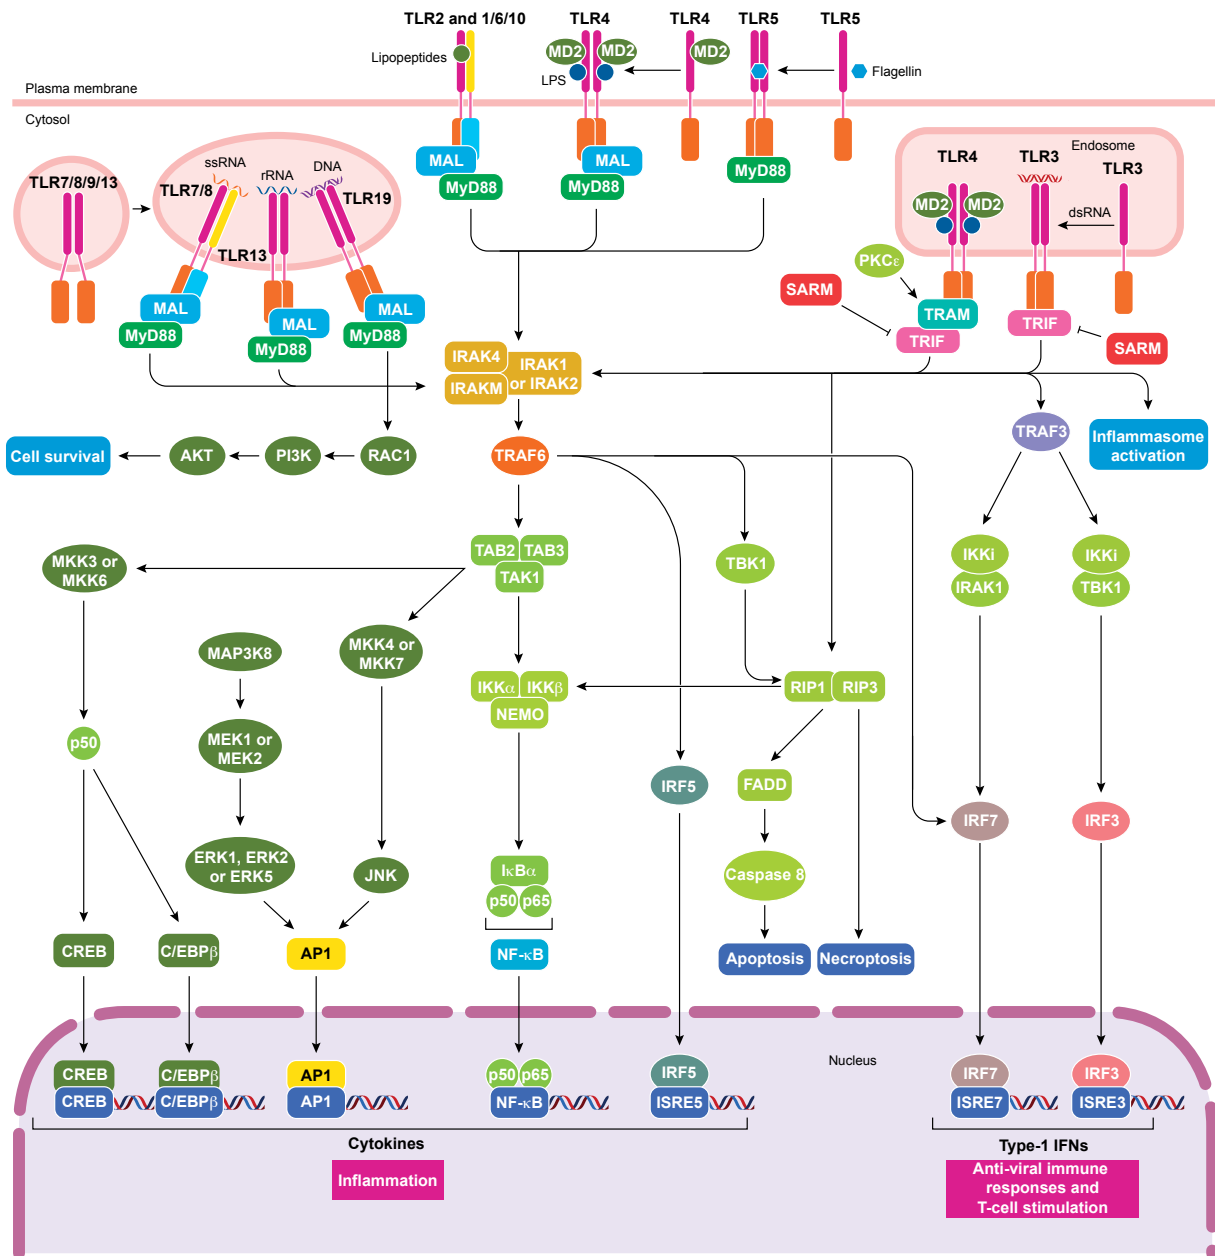 TLR2 and 1/6/10
TLR4
TLR4
TLR5
TLR5
Lipopeptides
MD2
MD2
MD2
LPS
Flagellin
Plasma membrane
Cytosol
MAL
MyD88
MAL
MyD88
MyD88
TLR7/8/9/13
ssRNA
rRNA
DNA
TLR7/8
TLR19
TLR13
MAL
MyD88
MAL
MyD88
MAL
MyD88
Endosome
TLR4
TLR3
TLR3
MD2
MD2
dsRNA
PKCε
SARM
TRAM
TRIF
TRIF
SARM
IRAK4
IRAKM
IRAK1
or IRAK2
Cell survival
AKT
PI3K
RAC1
TRAF6
TRAF3
Inflammasome
activation
MKK3 or
MKK6
TAB2
TAB3
TAK1
TBK1
IKKi
IRAK1
IKKi
TBK1
MAP3K8
MKK4 or
MKK7
IKKα
IKKβ
NEMO
RIP1
RIP3
p50
MEK1 or
MEK2
IRF5
FADD
IRF7
IRF3
ERK1, ERK2
or ERK5
JNK
IκBα
p50
p65
Caspase 8
CREB
C/EBPβ
AP1
NF-κB
Apoptosis
Necroptosis
Nucleus
CREB
CREB
C/EBPβ
C/EBPβ
AP1
AP1
p50
p65
NF-κB
IRF5
ISRE5
IRF7
ISRE7
IRF3
ISRE3
Cytokines
Inflammation
Type-1 IFNs
Anti-viral immune
responses and
T-cell stimulation